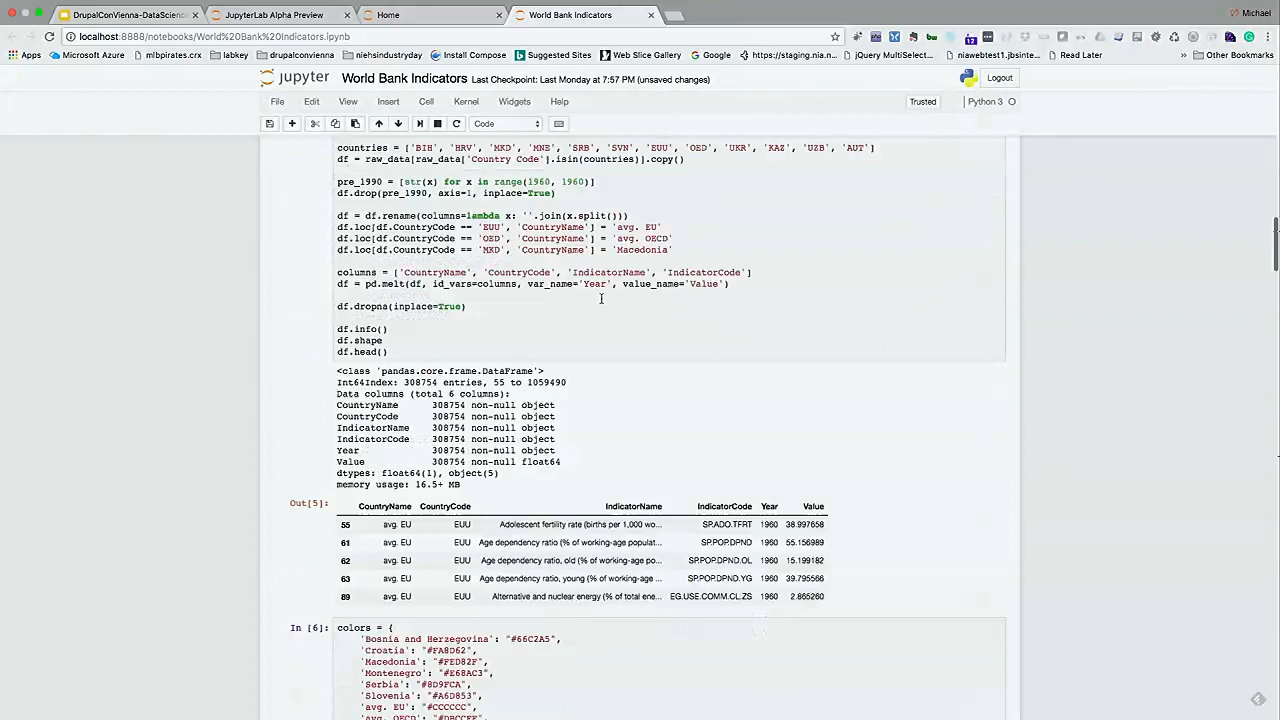 DrupalConVienna-DataScienc
JupyterLab Alpha Preview
Home
World Bank Indicators
Michael
localhost:8888/notebooks/World%20Bank%20Indicators.ipynb
Apps
Microsoft Azure
mlbpirates.crx
labkey
drupalconvienna
niehsindustryday
Install Compose
Suggested Sites
Web Slice Gallery
Google
https://staging.nia.n
jQuery MultiSelect...
niawebtest1.jbsinte..
Read Later
Other Bookmarks
jupyter World Bank Indicators Last Checkpoint: Last Monday at 7:57 PM (unsaved changes)
Logout
File Edit View Insert Cell Kernel Widgets Help
Trusted
Python 3
Code
countries = ['BIH', 'HRV', 'MKD', 'MNE', 'SRB', 'SVN', 'EUU', 'OED', 'UKR', 'KAZ', 'UZB', 'AUT']
df = raw_data[raw_data['Country Code'].isin(countries)].copy()
pre_1990 = [str(x) for x in range(1960, 1960)]
df.drop(pre_1990, axis=1, inplace=True)
df = df.rename(columns=lambda x: ''.join(x.split()))
df.loc[df.CountryCode == 'EUU', 'CountryName'] = 'avg. EU'
df.loc[df.CountryCode == 'OED', 'CountryName'] = 'avg. OECD'
df.loc[df.CountryCode == 'MKD', 'CountryName'] = 'Macedonia'
columns = ['CountryName', 'CountryCode', 'IndicatorName', 'IndicatorCode']
df = pd.melt(df, id_vars=columns, var_name='Year', value_name='Value')
df.dropna(inplace=True)
df.info()
df.shape
df.head()
<class 'pandas.core.frame.DataFrame'>
Int64Index: 308754 entries, 55 to 1059490
Data columns (total 6 columns):
CountryName 308754 non-null object
CountryCode 308754 non-null object
IndicatorName 308754 non-null object
IndicatorCode 308754 non-null object
Year 308754 non-null object
Value 308754 non-null float64
dtypes: float64(1), object(5)
memory usage: 16.5+ MB
Out[5]:
CountryName CountryCode IndicatorName IndicatorCode Year Value
55 avg. EU EUU Adolescent fertility rate (births per 1,000 wo... SP.ADO.TFRT 1960 38.997658
61 avg. EU EUU Age dependency ratio (% of working-age populat... SP.POP.DPND 1960 55.156989
62 avg. EU EUU Age dependency ratio, old (% of working-age po... SP.POP.DPND.OL 1960 15.199182
63 avg. EU EUU Age dependency ratio, young (% of working-age ... SP.POP.DPND.YG 1960 39.795566
89 avg. EU EUU Alternative and nuclear energy (% of total ene... EG.USE.COMM.CL.ZS 1960 2.865260
In [6]: colors = {
'Bosnia and Herzegovina': "#66C2A5",
'Croatia': "#FA8D62",
'Macedonia': "#FED82F",
'Montenegro': "#E68AC3",
'Serbia': "#8D9FCA",
'Slovenia': "#A6D853",
'avg. EU': "#CCCCCC",
'avg. OECD': "#DBCCFF",